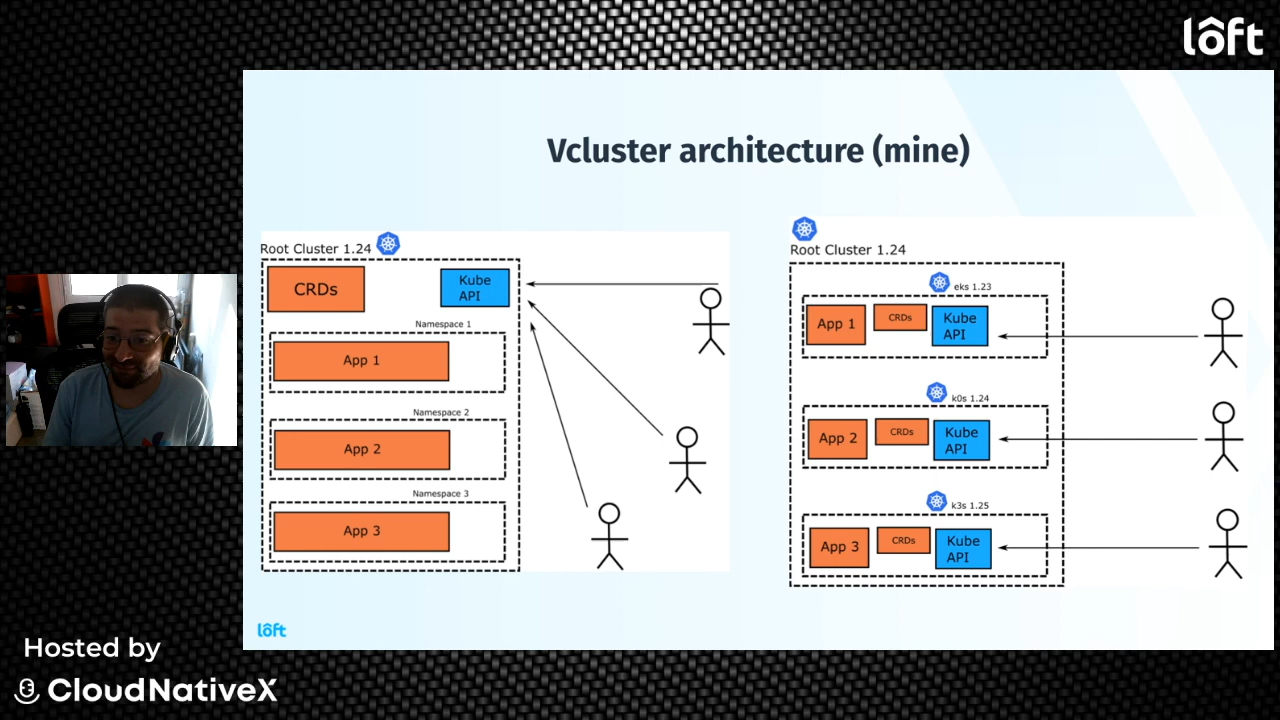 lôft
Vcluster architecture (mine)
Root Cluster 1.24
CRDs
Kube
API
Namespace 1
App 1
Namespace 2
App 2
Namespace 3
App 3
Root Cluster 1.24
eks 1.23
App 1
CRDs
Kube
API
k0s 1.24
App 2
CRDs
Kube
API
k3s 1.25
App 3
CRDs
Kube
API
lôft
Hosted by
CloudNativeX